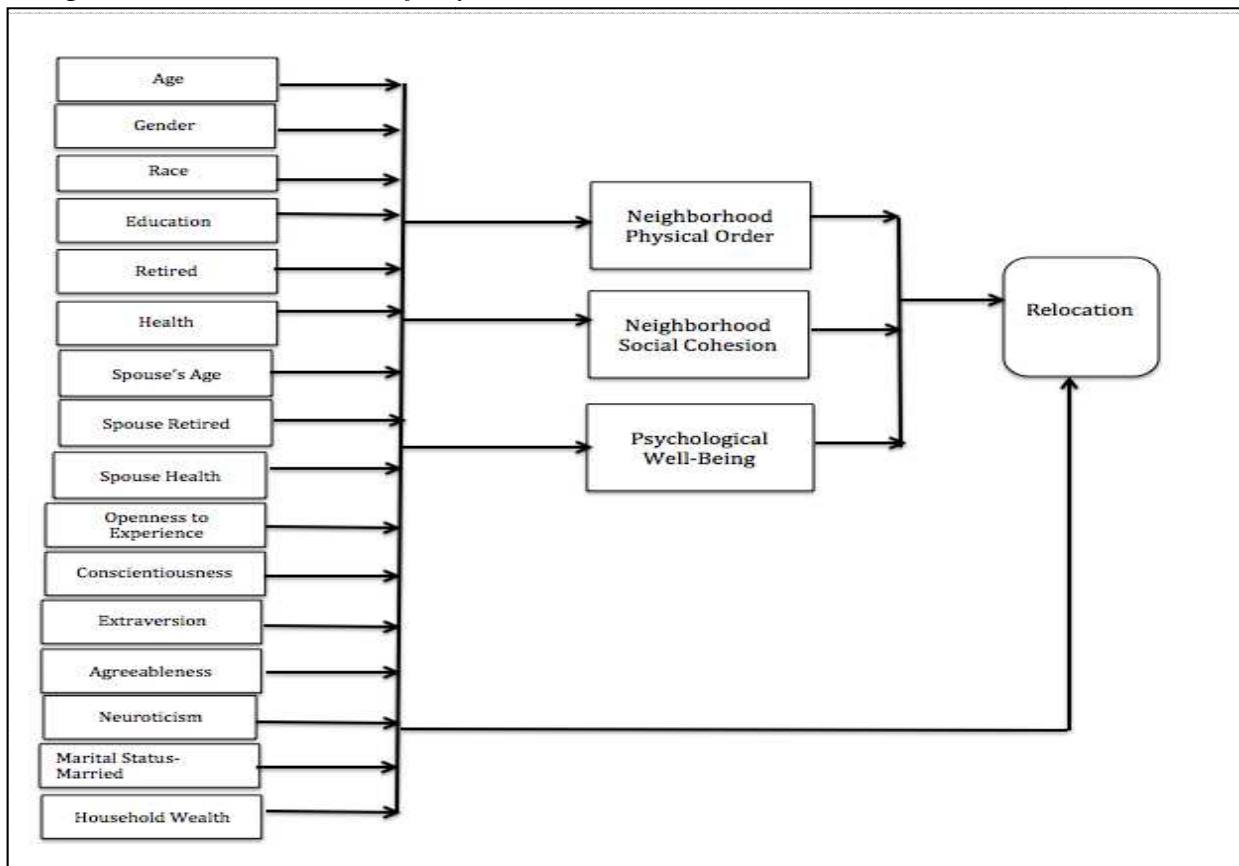 Age
Gender
Race
Education
Retired
Health
Spouse's Age
Spouse Retired
Spouse Health
Openness to
Experience
Conscientiousness
Extraversion
Agreeableness
Neuroticism
Marital Status-
Married
Household Wealth
Neighborhood
Physical Order
Neighborhood
Social Cohesion
Psychological
Well-Being
Relocation